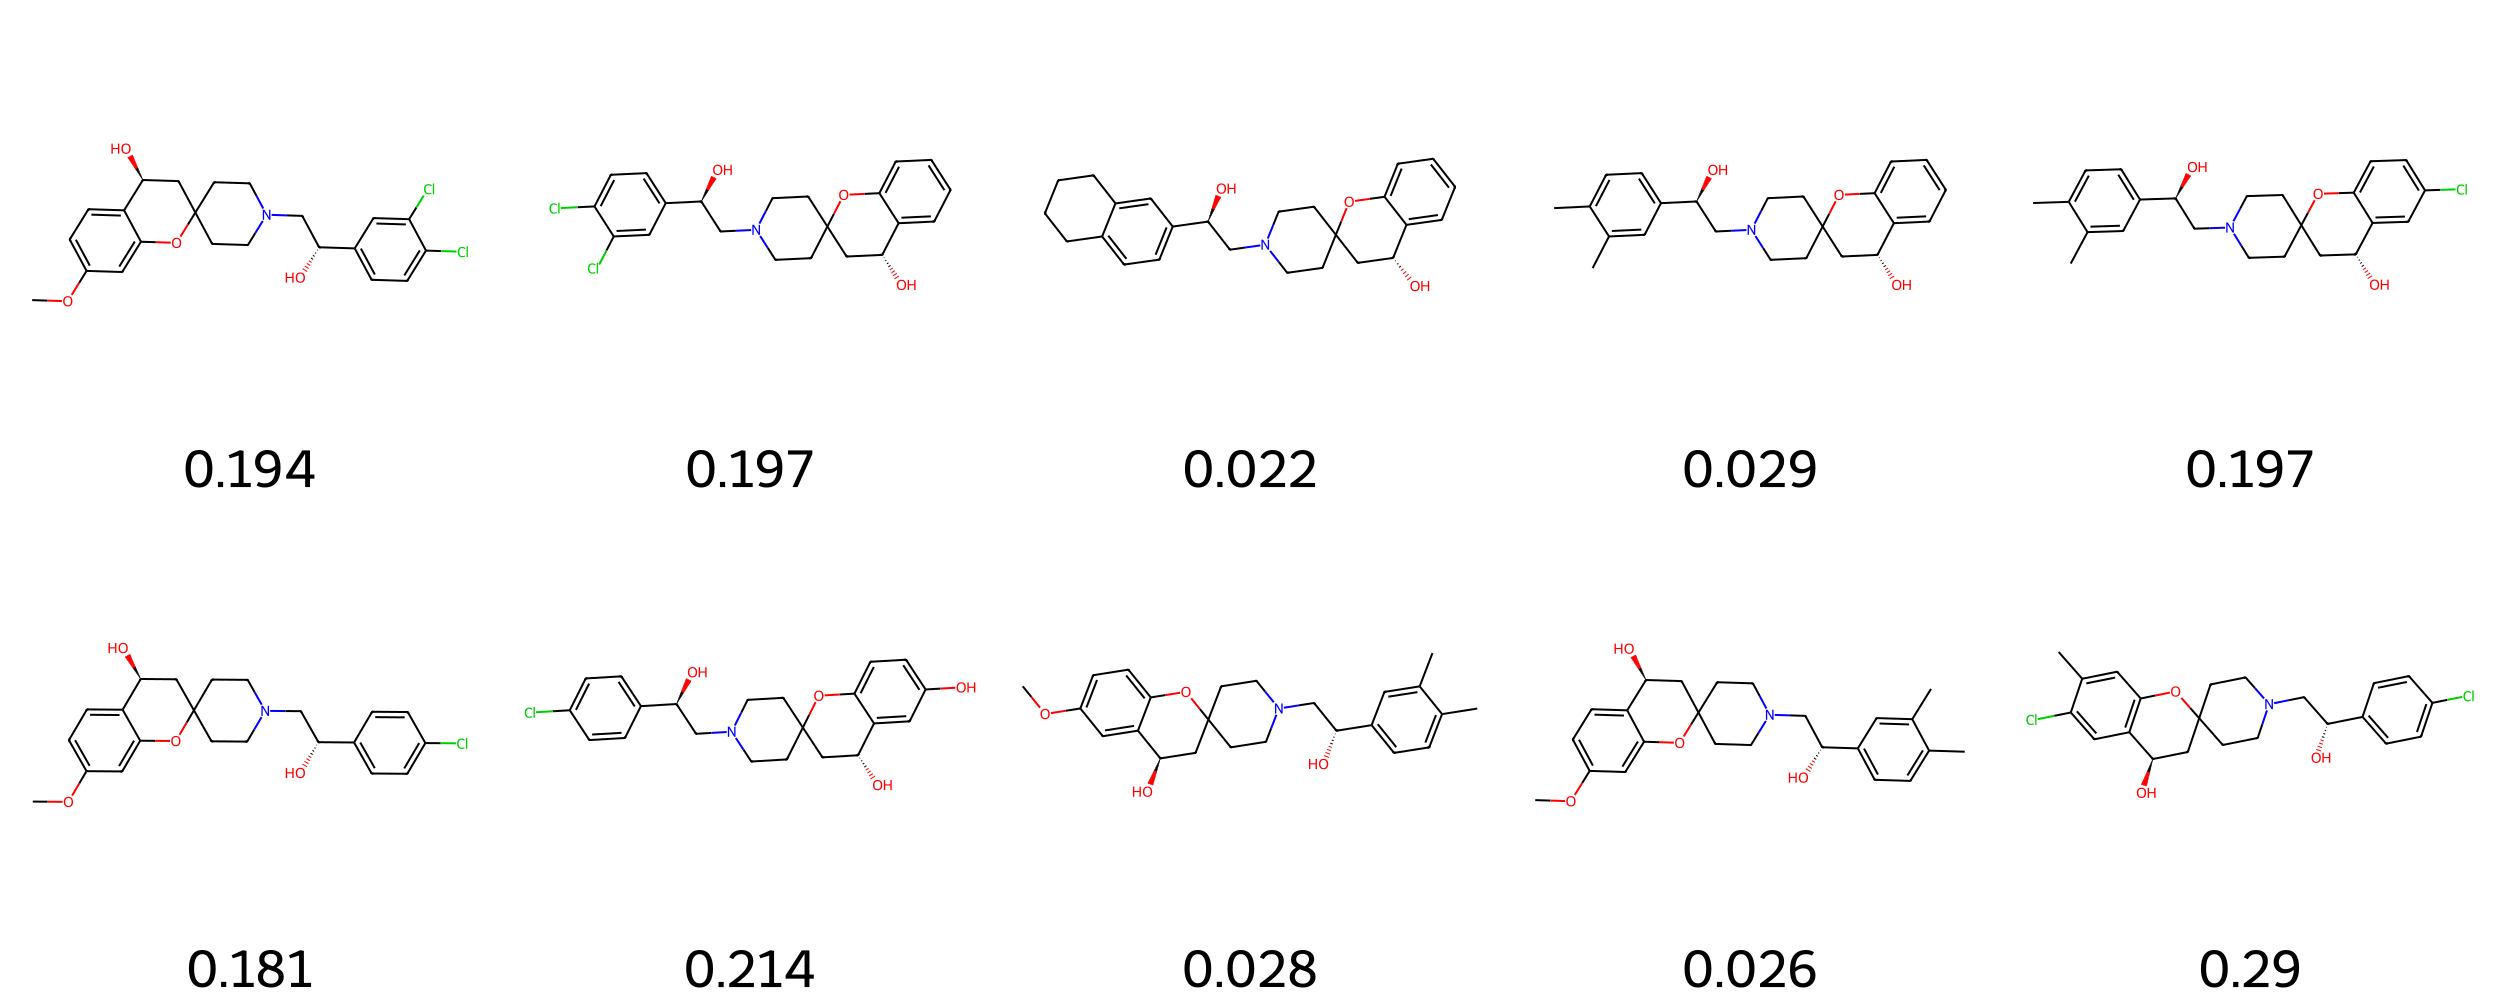 HO O O N HO Cl Cl
Cl Cl HO OH N O OH
OH N O OH
OH N O OH
OH N O Cl OH
0.194 0.197 0.022 0.029 0.197
HO O O N HO Cl
Cl OH N O OH OH
O HO O N HO
HO O O N HO
Cl OH O N OH Cl
0.181 0.214 0.028 0.026 0.29